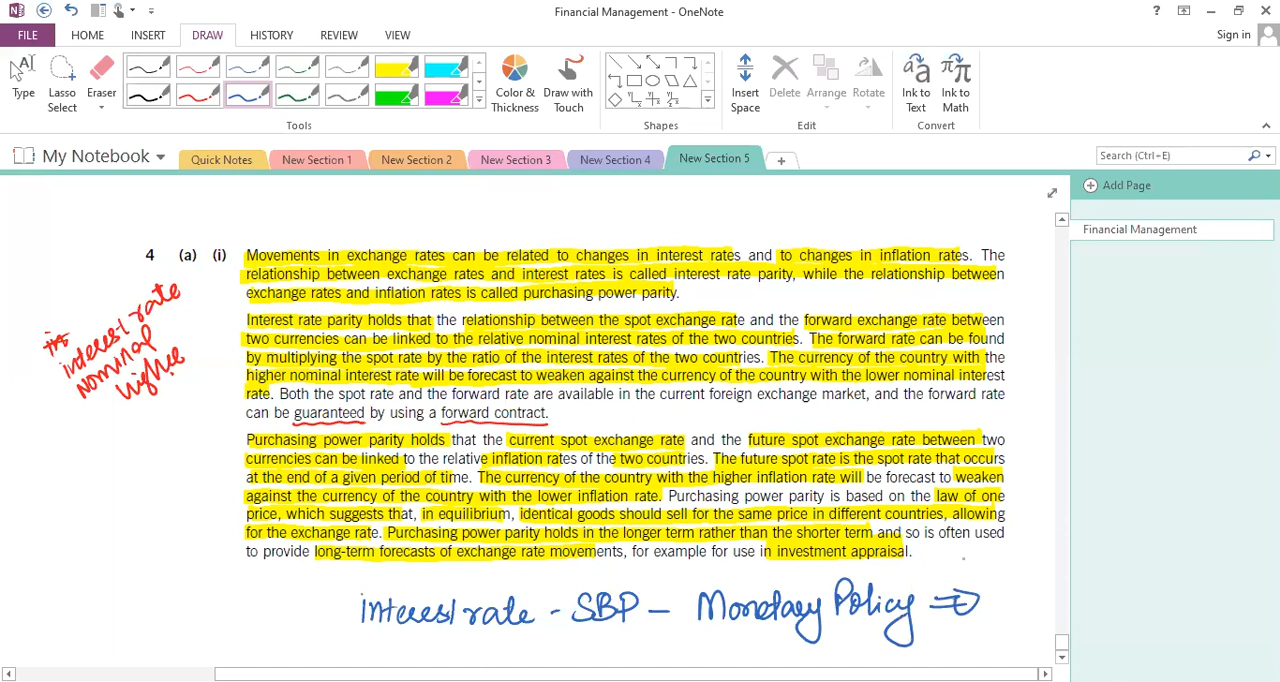 Financial Management - OneNote
?
FILE
HOME
INSERT
DRAW
HISTORY
REVIEW
VIEW
Sign in
Type
Lasso Select
Eraser
Color & Thickness
Draw with Touch
Insert Space
Delete
Arrange
Rotate
Ink to Text
Ink to Math
Tools
Shapes
Edit
Convert
My Notebook
Quick Notes
New Section 1
New Section 2
New Section 3
New Section 4
New Section 5
Search (Ctrl+E)
Add Page
Financial Management
4 (a) (i) Movements in exchange rates can be related to changes in interest rates and to changes in inflation rates. The
relationship between exchange rates and interest rates is called interest rate parity, while the relationship between
exchange rates and inflation rates is called purchasing power parity.
Interest rate parity holds that the relationship between the spot exchange rate and the forward exchange rate between
two currencies can be linked to the relative nominal interest rates of the two countries. The forward rate can be found
by multiplying the spot rate by the ratio of the interest rates of the two countries. The currency of the country with the
higher nominal interest rate will be forecast to weaken against the currency of the country with the lower nominal interest
rate. Both the spot rate and the forward rate are available in the current foreign exchange market, and the forward rate
can be guaranteed by using a forward contract.
interest rate
nominal
higher
Purchasing power parity holds that the current spot exchange rate and the future spot exchange rate between two
currencies can be linked to the relative inflation rates of the two countries. The future spot rate is the spot rate that occurs
at the end of a given period of time. The currency of the country with the higher inflation rate will be forecast to weaken
against the currency of the country with the lower inflation rate. Purchasing power parity is based on the law of one
price, which suggests that, in equilibrium, identical goods should sell for the same price in different countries, allowing
for the exchange rate. Purchasing power parity holds in the longer term rather than the shorter term and so is often used
to provide long-term forecasts of exchange rate movements, for example for use in investment appraisal.
interest rate - SBP - Monetary Policy ⇒